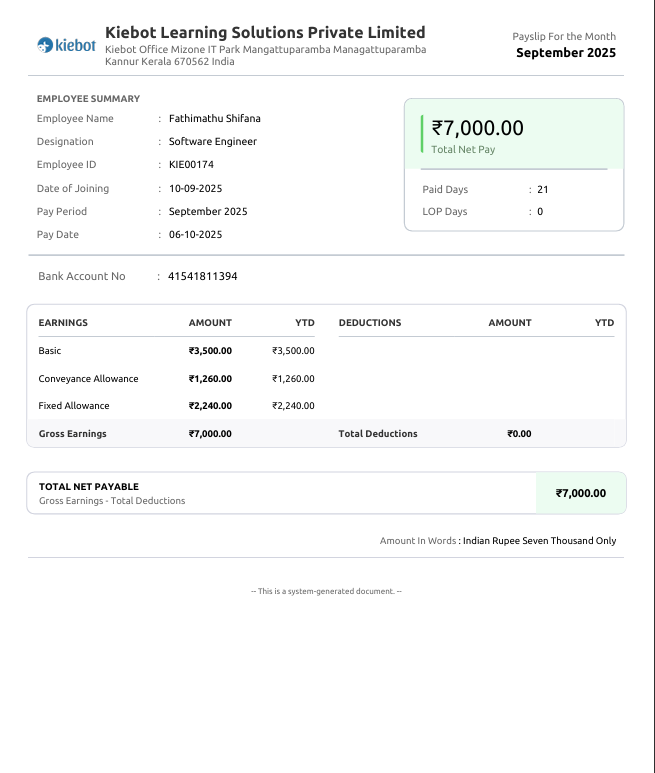 kiebot
Kiebot Learning Solutions Private Limited
Kiebot Office Mizone IT Park Mangattuparamba Managattuparamba
Kannur Kerala 670562 India
Payslip For the Month
September 2025
EMPLOYEE SUMMARY
Employee Name : Fathimathu Shifana
Designation : Software Engineer
Employee ID : KIE00174
Date of Joining : 10-09-2025
Pay Period : September 2025
Pay Date : 06-10-2025
₹7,000.00
Total Net Pay
Paid Days : 21
LOP Days : 0
Bank Account No : 41541811394
EARNINGS AMOUNT YTD DEDUCTIONS AMOUNT YTD
Basic ₹3,500.00 ₹3,500.00
Conveyance Allowance ₹1,260.00 ₹1,260.00
Fixed Allowance ₹2,240.00 ₹2,240.00
Gross Earnings ₹7,000.00 Total Deductions ₹0.00
TOTAL NET PAYABLE
Gross Earnings - Total Deductions
₹7,000.00
Amount In Words : Indian Rupee Seven Thousand Only
-- This is a system-generated document. --